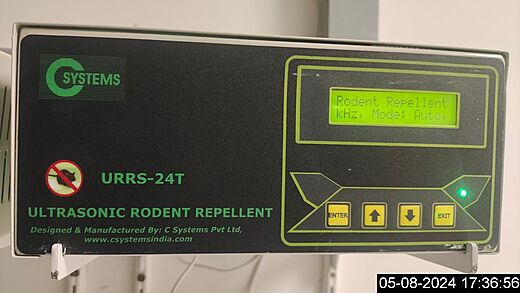 C SYSTEMS
Rodent Repellent
kHz, Mode: Auto,
URRS-24T
ULTRASONIC RODENT REPELLENT
ENTER
EXIT
Designed & Manufactured By: C Systems Pvt Ltd,
www.csystemsindia.com
05-08-2024 17:36:56